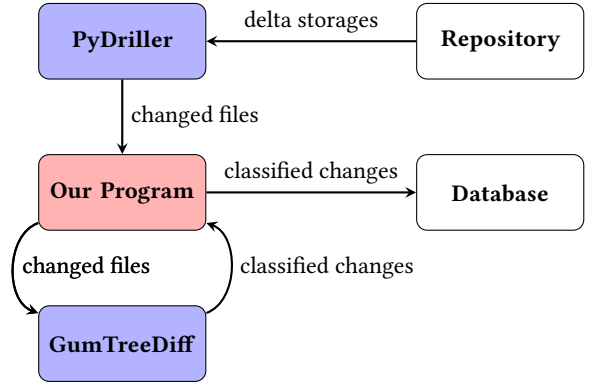 delta storages
PyDriller
Repository
changed files
classified changes
Our Program
Database
changed files
classified changes
GumTreeDiff